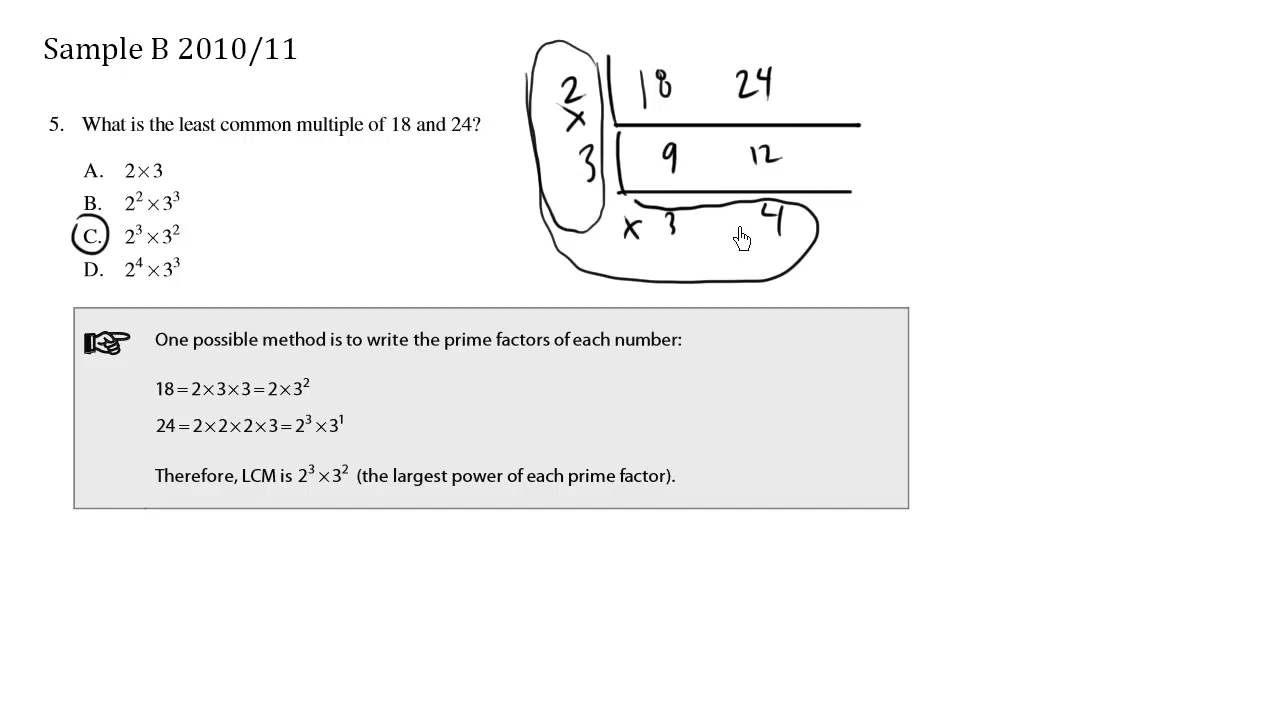 Sample B 2010/11
5. What is the least common multiple of 18 and 24?
A. 2×3
B. 2² ×3³
C. 2³ ×3²
D. 2⁴ ×3³
2 18 24
×
3 9 12
× 3 4
One possible method is to write the prime factors of each number:
18=2×3×3=2×3²
24=2×2×2×3=2³×3¹
Therefore, LCM is 2³×3² (the largest power of each prime factor).